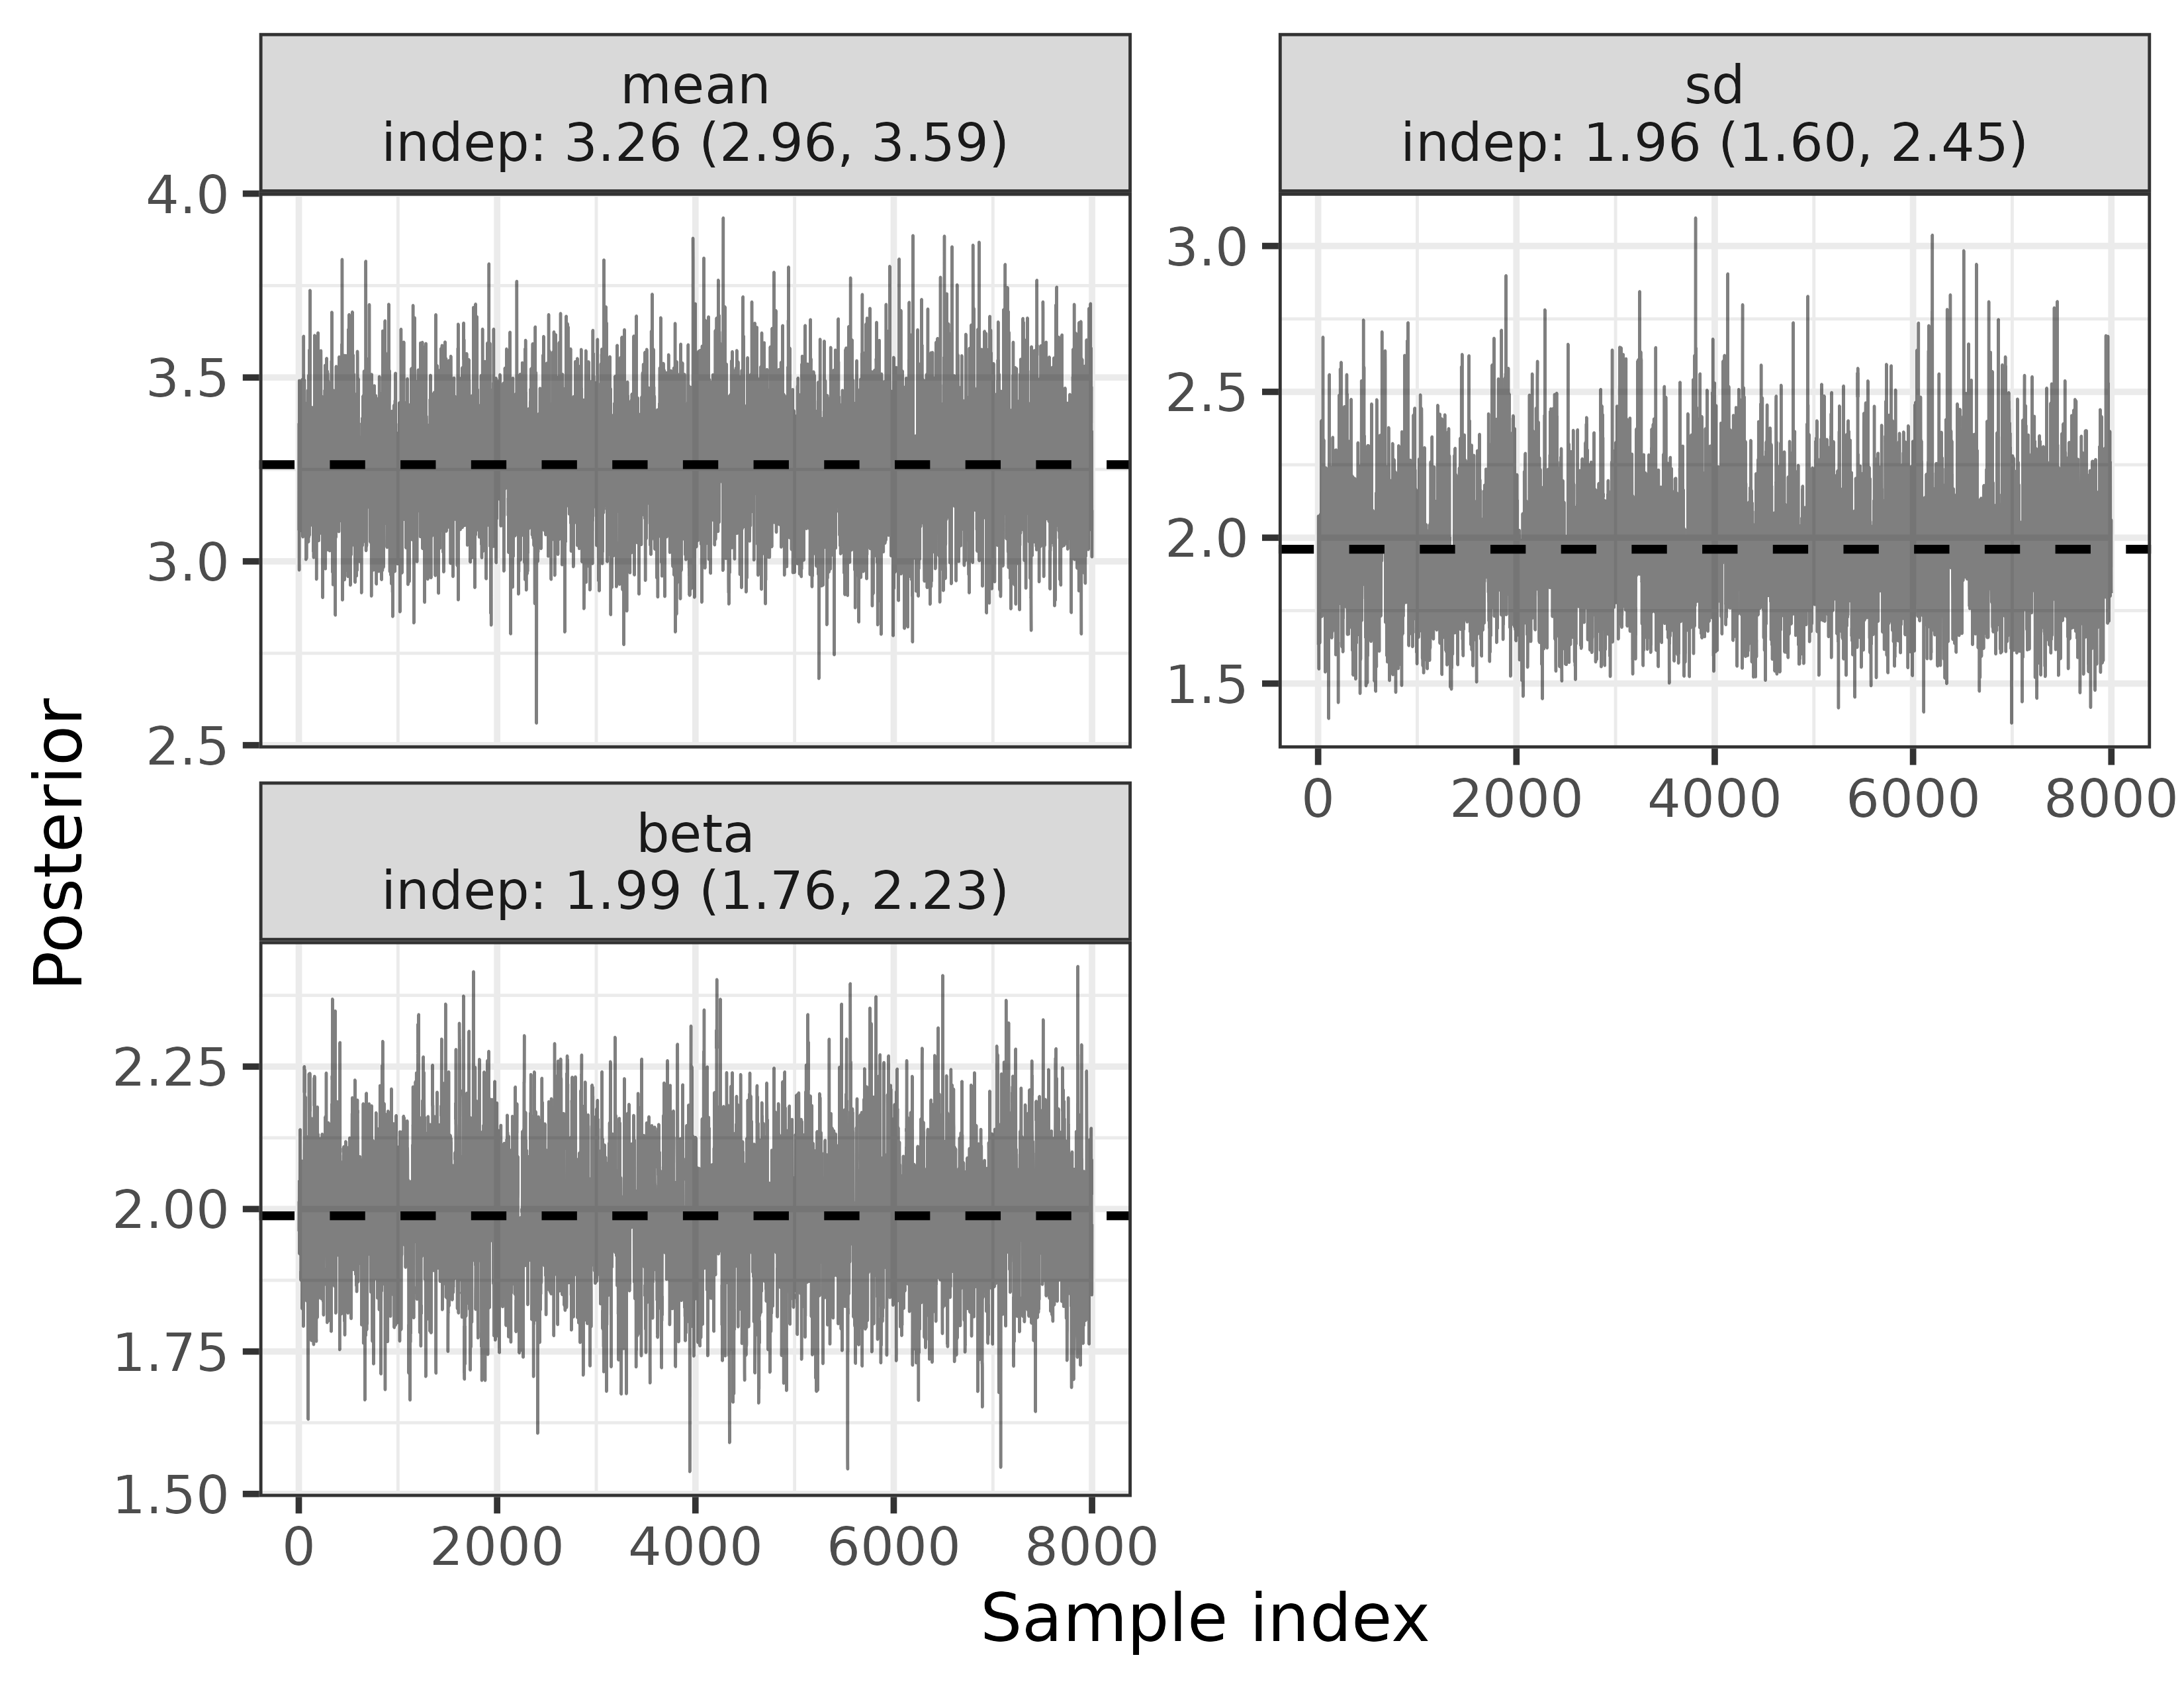 mean
indep: 3.26 (2.96, 3.59)
sd
indep: 1.96 (1.60, 2.45)
4.0
3.5
3.0
2.5
3.0
2.5
2.0
1.5
0 2000 4000 6000 8000
beta
indep: 1.99 (1.76, 2.23)
2.25
2.00
1.75
1.50
0 2000 4000 6000 8000
Posterior
Sample index